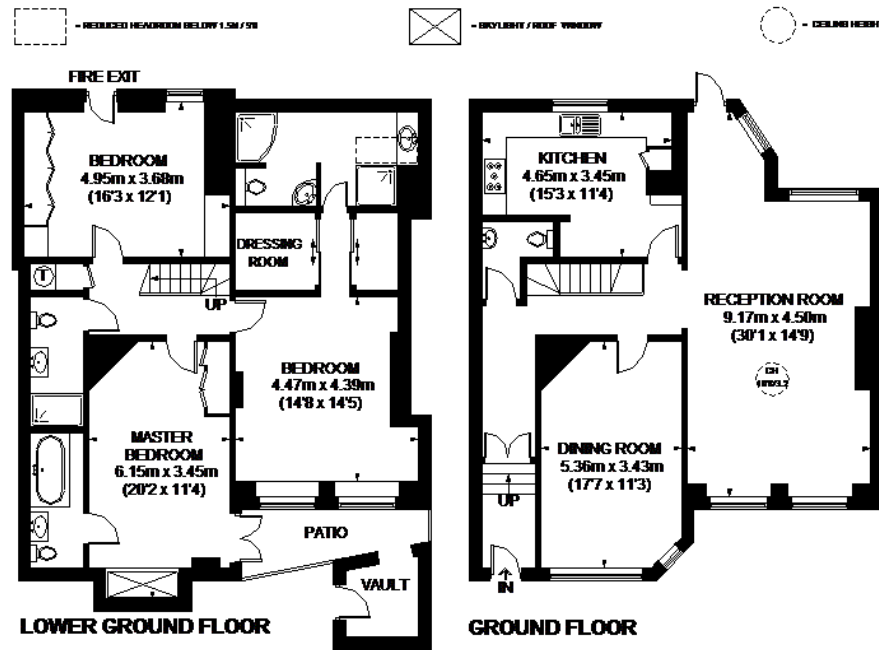 - REDUCED HEADROOM BELOW 1.5M / 5'0
- SKYLIGHT / ROOF WINDOW
- CEILING HEIGHT
FIRE EXIT
BEDROOM
4.95m x 3.68m
(16'3 x 12'1)
DRESSING
ROOM
T
UP
BEDROOM
4.47m x 4.39m
(14'8 x 14'5)
MASTER
BEDROOM
6.15m x 3.45m
(20'2 x 11'4)
PATIO
VAULT
LOWER GROUND FLOOR
KITCHEN
4.65m x 3.45m
(15'3 x 11'4)
RECEPTION ROOM
9.17m x 4.50m
(30'1 x 14'9)
CH
DINING ROOM
5.36m x 3.43m
(17'7 x 11'3)
UP
IN
GROUND FLOOR